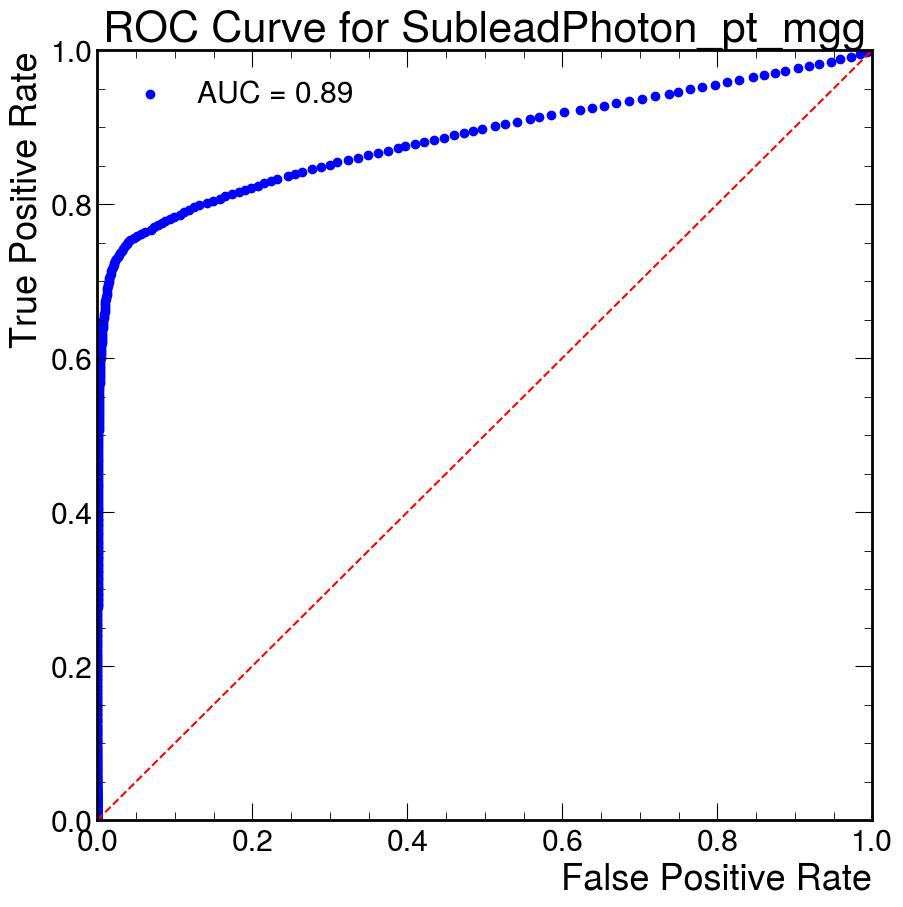 ROC Curve for SubleadPhoton_pt_mgg
True Positive Rate
AUC = 0.89
1.0
0.8
0.6
0.4
0.2
0.0
0.0 0.2 0.4 0.6 0.8 1.0
False Positive Rate